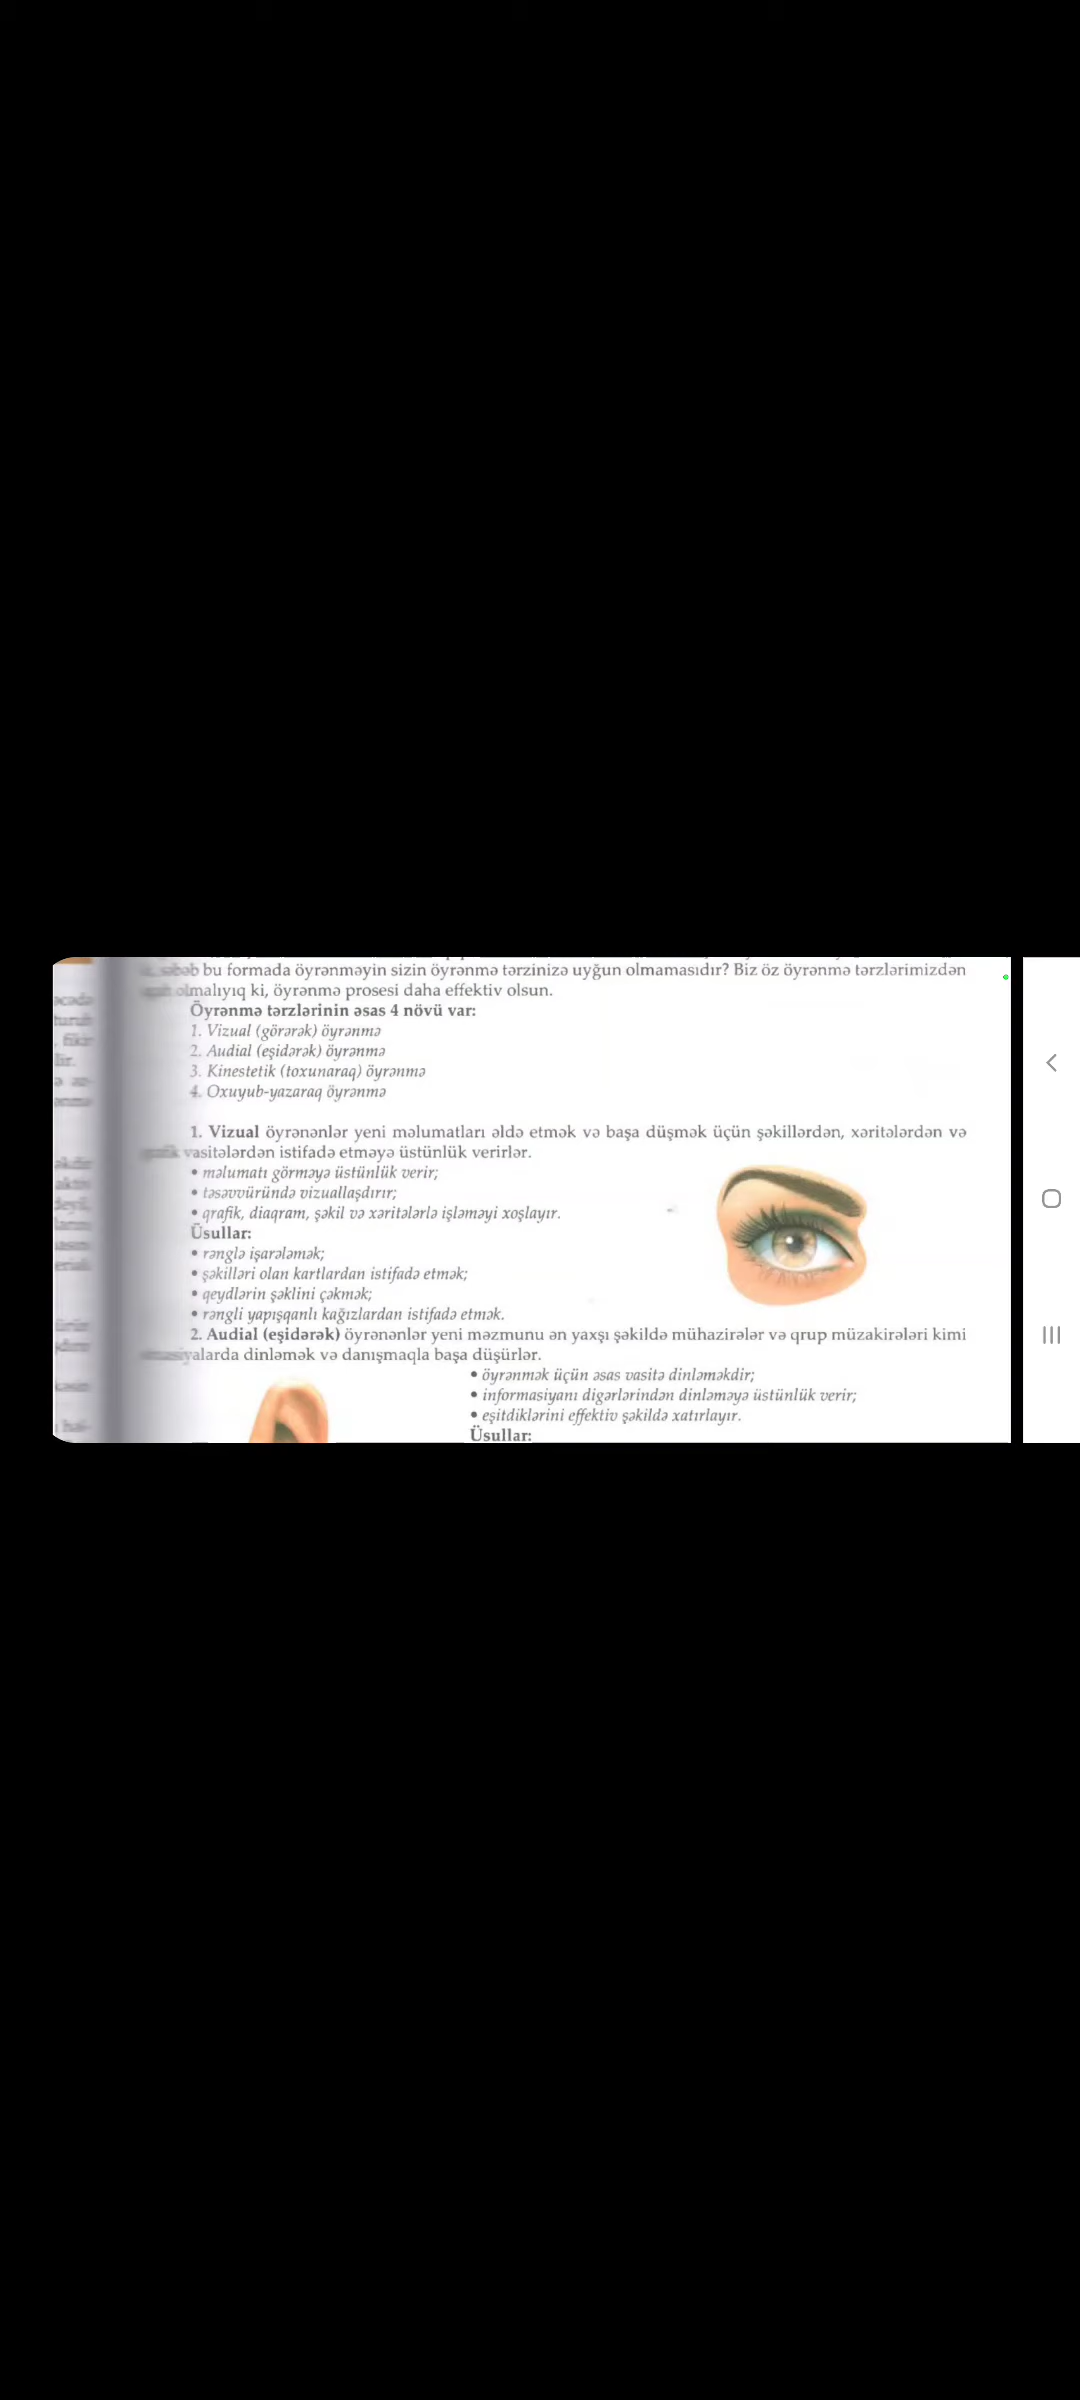 səbəb bu formada öyrənməyin sizin öyrənmə tərzinizə uyğun olmamasıdır? Biz öz öyrənmə tərzlərimizdən
olmalıyıq ki, öyrənmə prosesi daha effektiv olsun.
Öyrənmə tərzlərinin əsas 4 növü var:
1. Vizual (görərək) öyrənmə
2. Audial (eşidərək) öyrənmə
3. Kinestetik (toxunaraq) öyrənmə
4. Oxuyub-yazaraq öyrənmə
1. Vizual öyrənənlər yeni məlumatları əldə etmək və başa düşmək üçün şəkillərdən, xəritələrdən və
qrafik vasitələrdən istifadə etməyə üstünlük verirlər.
• məlumatı görməyə üstünlük verir;
• təsəvvüründə vizuallaşdırır;
• qrafik, diaqram, şəkil və xəritələrlə işləməyi xoşlayır.
Üsullar:
• rənglə işarələmək;
• şəkilləri olan kartlardan istifadə etmək;
• qeydlərin şəklini çəkmək;
• rəngli yapışqanlı kağızlardan istifadə etmək.
2. Audial (eşidərək) öyrənənlər yeni məzmunu ən yaxşı şəkildə mühazirələr və qrup müzakirələri kimi
dinləmək və danışmaqla başa düşürlər.
• öyrənmək üçün əsas vasitə dinləməkdir;
• informasiyanı digərlərindən dinləməyə üstünlük verir;
• eşitdiklərini effektiv şəkildə xatırlayır.
Üsullar: